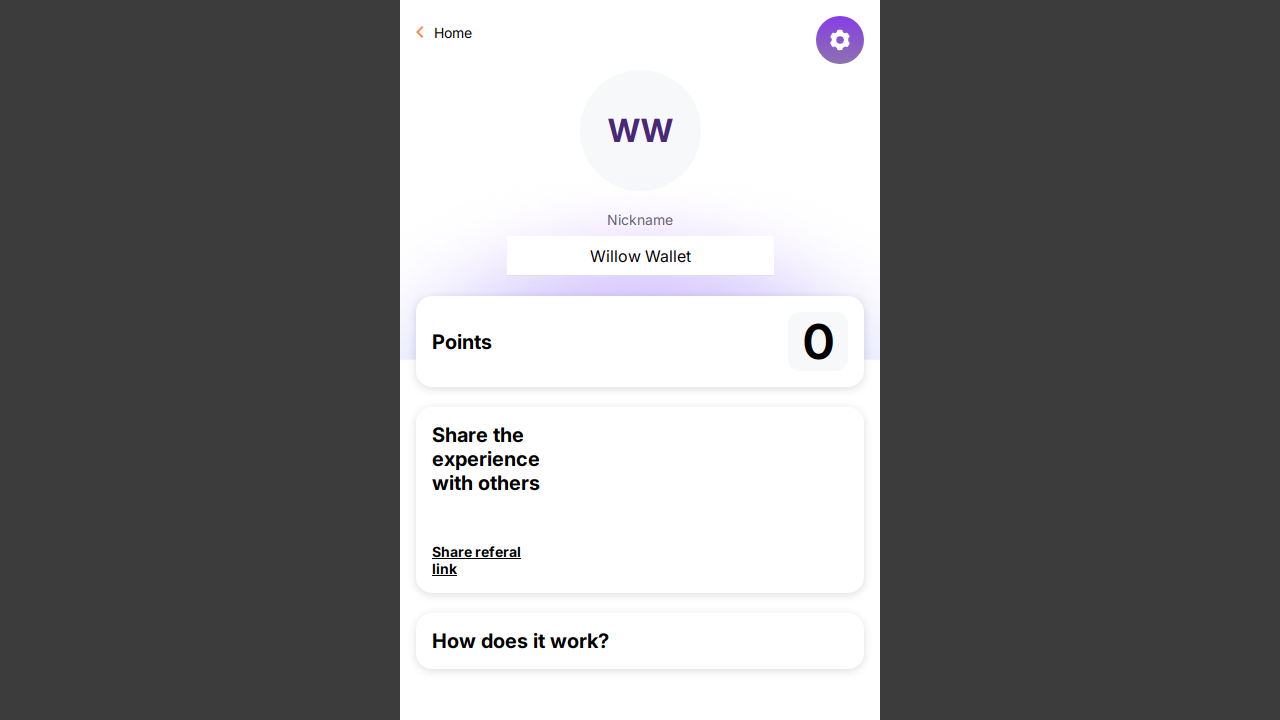 Home
WW
Nickname
Willow Wallet
Points
0
Share the
experience
with others
Share referal
link
How does it work?